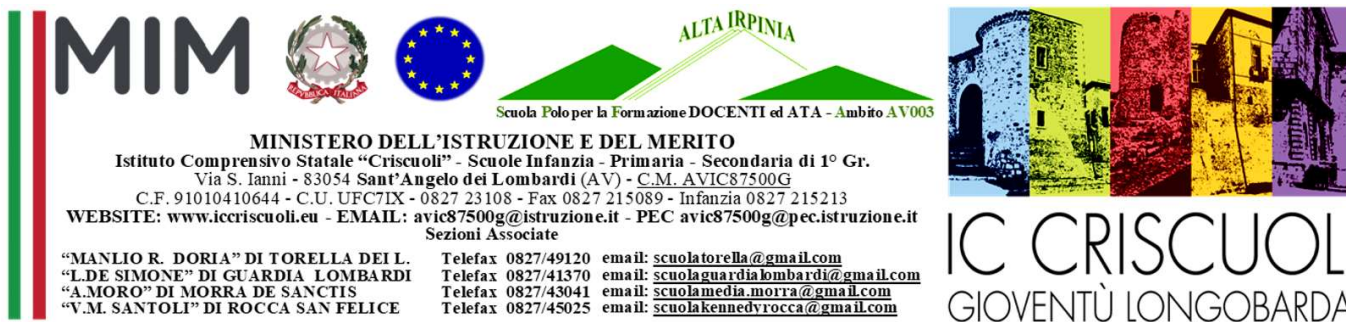 MIM
REPVBBLICA ITALIANA
ALTA IRPINIA
Scuola Polo per la Formazione DOCENTI ed ATA - Ambito AV003
MINISTERO DELL'ISTRUZIONE E DEL MERITO
Istituto Comprensivo Statale “Criscuoli” - Scuole Infanzia - Primaria - Secondaria di 1° Gr.
Via S. Ianni - 83054 Sant'Angelo dei Lombardi (AV) - C.M. AVIC87500G
C.F. 91010410644 - C.U. UFC7IX - 0827 23108 - Fax 0827 215089 - Infanzia 0827 215213
WEBSITE: www.iccriscuoli.eu - EMAIL: avic87500g@istruzione.it - PEC avic87500g@pec.istruzione.it
Sezioni Associate
“MANLIO R. DORIA” DI TORELLA DEI L. Telefax 0827/49120 email: scuolatorella@gmail.com
“L.DE SIMONE” DI GUARDIA LOMBARDI Telefax 0827/41370 email: scuolaguardialombardi@gmail.com
“A.MORO” DI MORRA DE SANCTIS Telefax 0827/43041 email: scuolamedia.morra@gmail.com
“V.M. SANTOLI” DI ROCCA SAN FELICE Telefax 0827/45025 email: scuolakennedyrocca@gmail.com
IC CRISCUOL
GIOVENTÙ LONGOBARDA